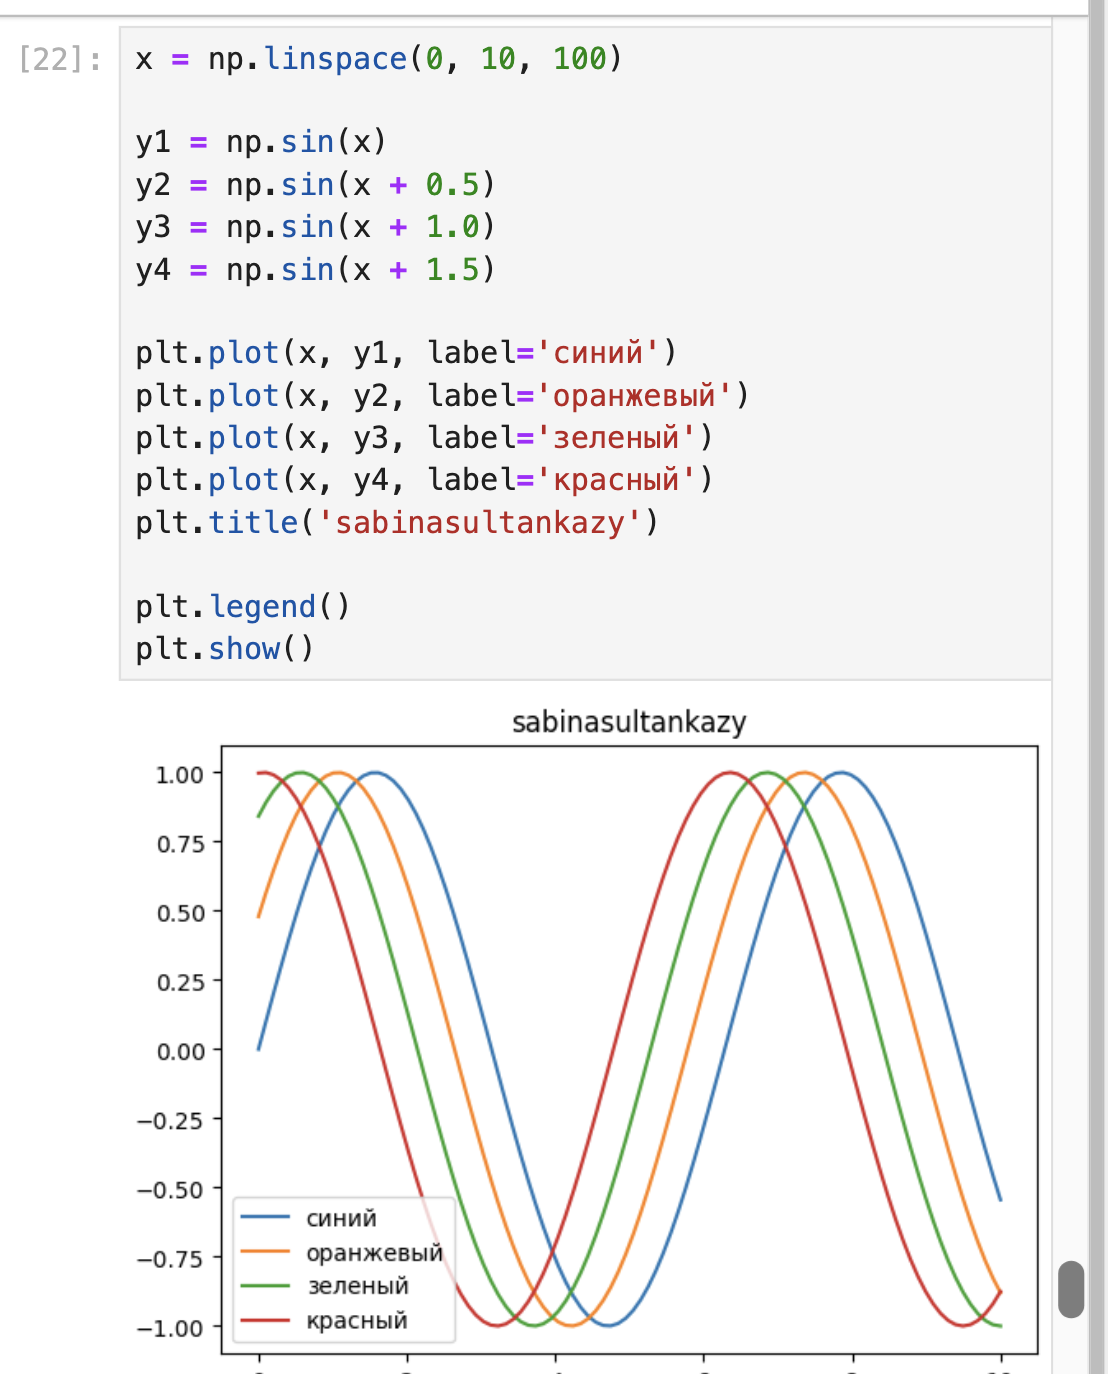 [22]:
x = np.linspace(0, 10, 100)
y1 = np.sin(x)
y2 = np.sin(x + 0.5)
y3 = np.sin(x + 1.0)
y4 = np.sin(x + 1.5)
plt.plot(x, y1, label='синий')
plt.plot(x, y2, label='оранжевый')
plt.plot(x, y3, label='зеленый')
plt.plot(x, y4, label='красный')
plt.title('sabinasultankazy')
plt.legend()
plt.show()
sabinasultankazy
1.00
0.75
0.50
0.25
0.00
−0.25
−0.50
−0.75
−1.00
синий
оранжевый
зеленый
красный